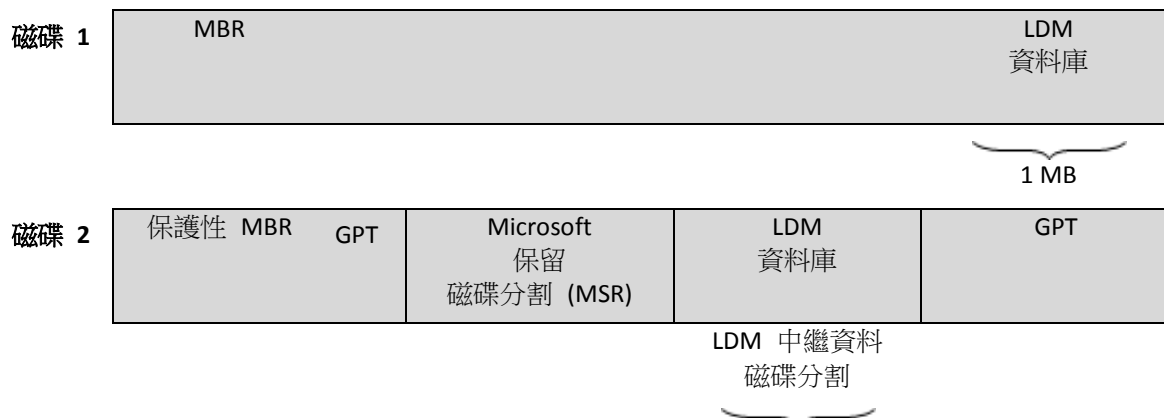 磁碟 1
MBR
LDM
資料庫
1 MB
磁碟 2
保護性 MBR
GPT
Microsoft
保留
磁碟分割 (MSR)
LDM
資料庫
GPT
LDM 中繼資料
磁碟分割